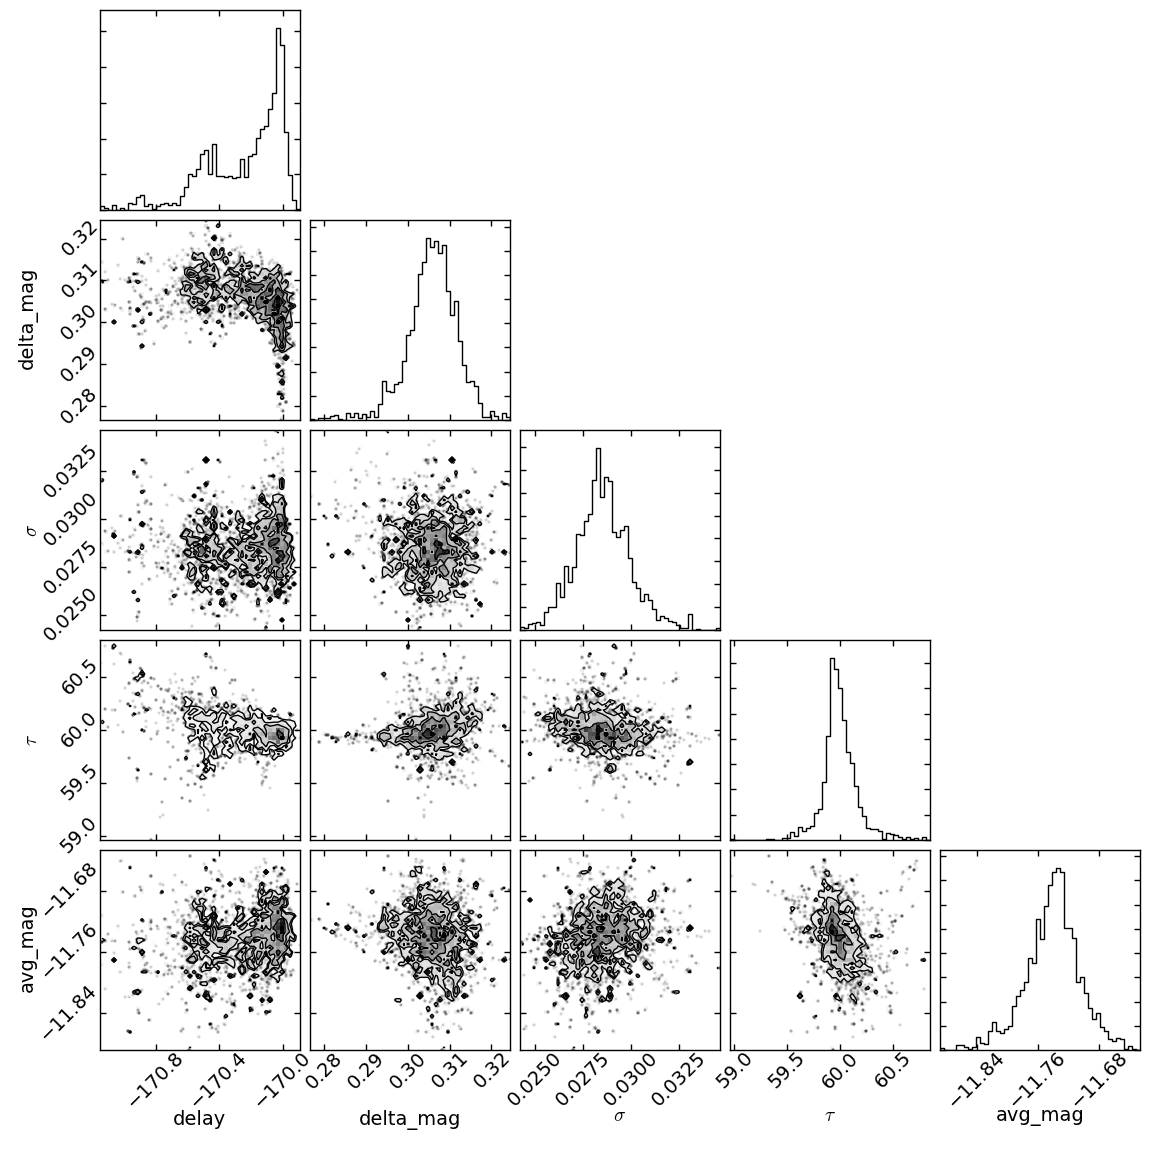 0.32
0.31
0.30
0.29
0.28
delta_mag
0.0325
0.0300
0.0275
0.0250
σ
60.5
60.0
59.5
59.0
τ
−11.68
−11.76
−11.84
avg_mag
−170.8 −170.4 −170.0
0.28 0.29 0.30 0.31 0.32
0.0250 0.0275 0.0300 0.0325
59.0 59.5 60.0 60.5
−11.84 −11.76 −11.68
delay delta_mag σ τ avg_mag